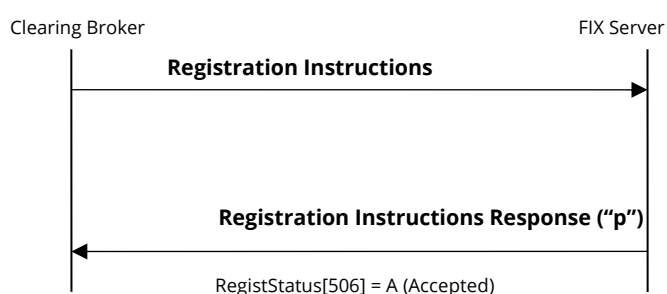 Clearing Broker
FIX Server
Registration Instructions
Registration Instructions Response (“p”)
RegistStatus[506] = A (Accepted)